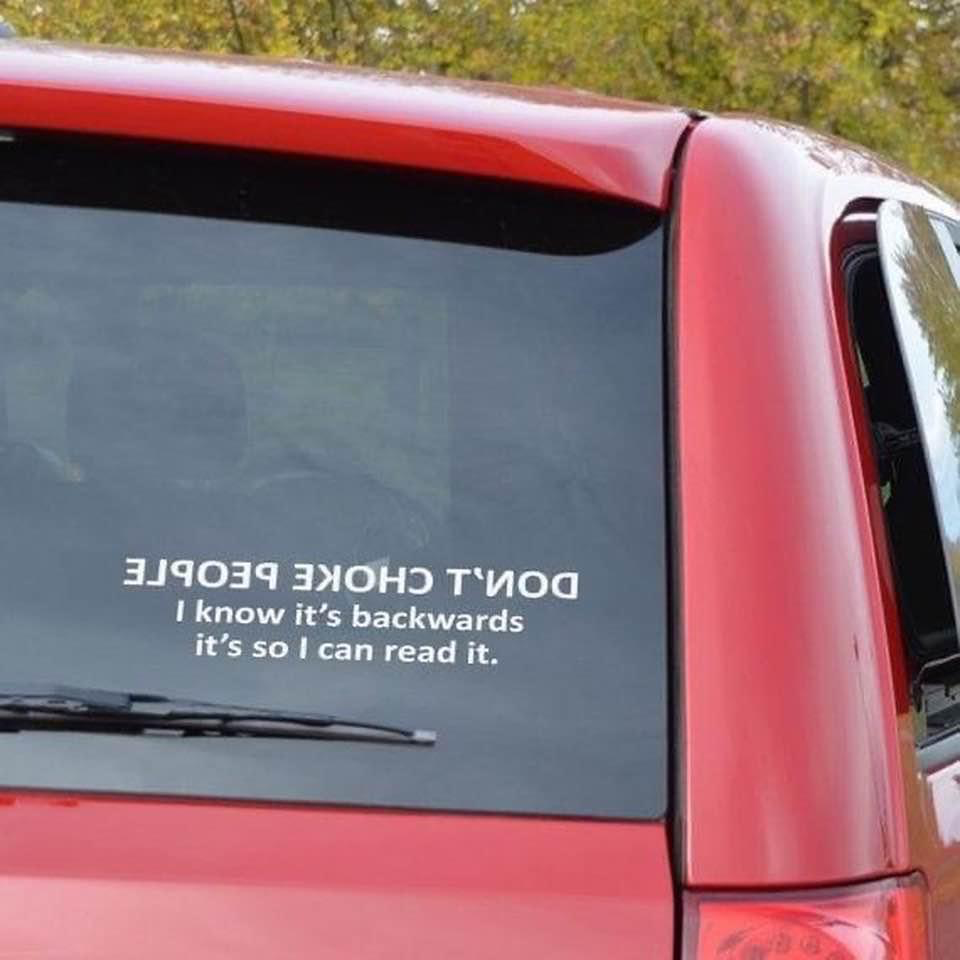 DON'T CHOKE PEOPLE
I know it's backwards
it's so I can read it.